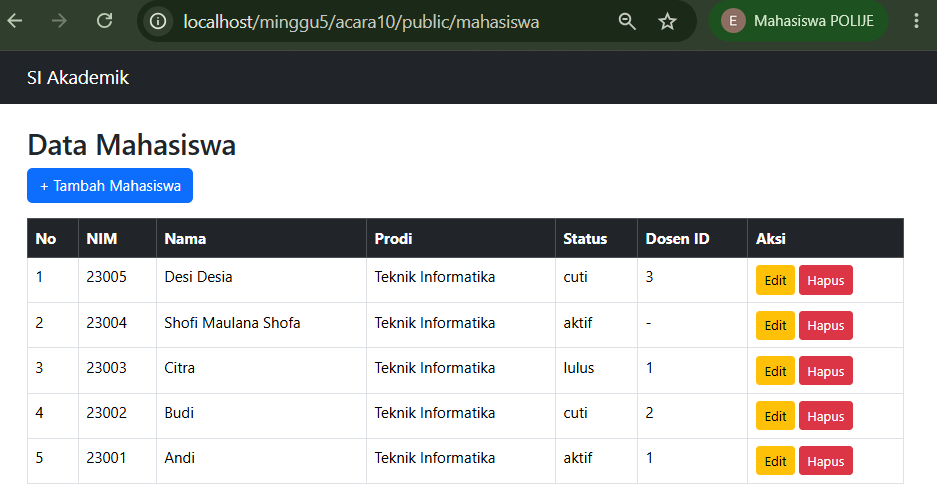 localhost/minggu5/acara10/public/mahasiswa E Mahasiswa POLIJE
SI Akademik
Data Mahasiswa
+ Tambah Mahasiswa
No NIM Nama Prodi Status Dosen ID Aksi
1 23005 Desi Desia Teknik Informatika cuti 3 Edit Hapus
2 23004 Shofi Maulana Shofa Teknik Informatika aktif - Edit Hapus
3 23003 Citra Teknik Informatika lulus 1 Edit Hapus
4 23002 Budi Teknik Informatika cuti 2 Edit Hapus
5 23001 Andi Teknik Informatika aktif 1 Edit Hapus